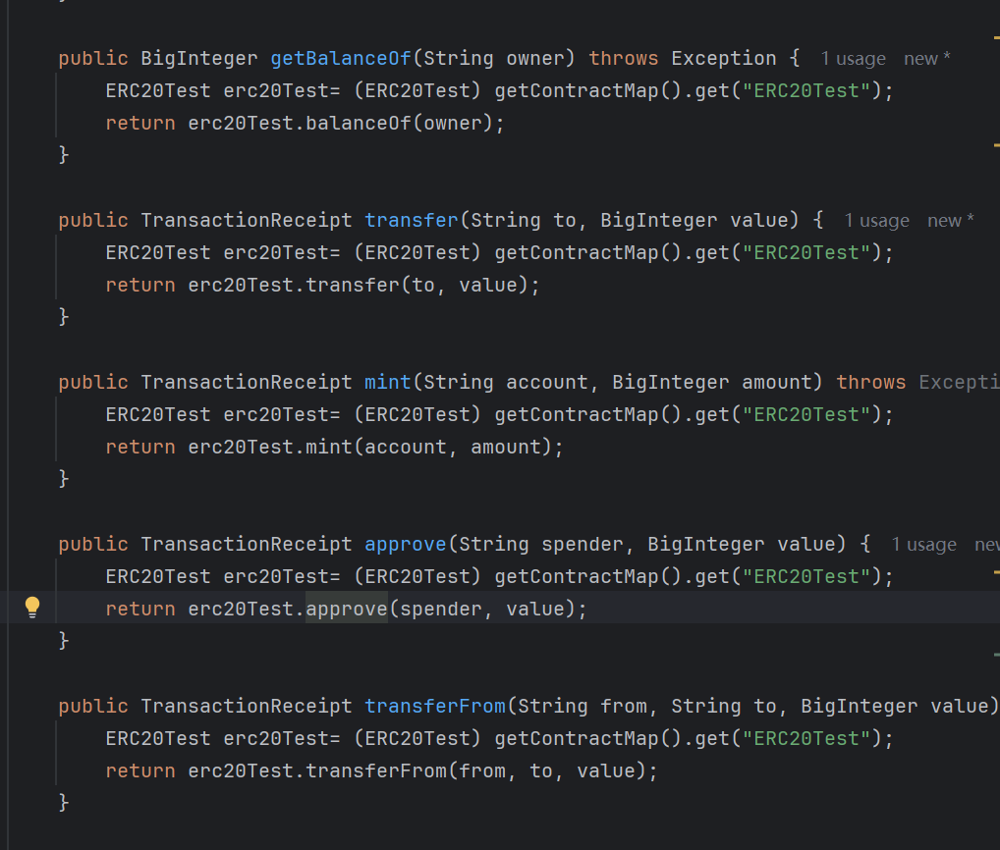 public BigInteger getBalanceOf(String owner) throws Exception { 1 usage new *
ERC20Test erc20Test= (ERC20Test) getContractMap().get("ERC20Test");
return erc20Test.balanceOf(owner);
}
public TransactionReceipt transfer(String to, BigInteger value) { 1 usage new *
ERC20Test erc20Test= (ERC20Test) getContractMap().get("ERC20Test");
return erc20Test.transfer(to, value);
}
public TransactionReceipt mint(String account, BigInteger amount) throws Excepti
ERC20Test erc20Test= (ERC20Test) getContractMap().get("ERC20Test");
return erc20Test.mint(account, amount);
}
public TransactionReceipt approve(String spender, BigInteger value) { 1 usage new
ERC20Test erc20Test= (ERC20Test) getContractMap().get("ERC20Test");
return erc20Test.approve(spender, value);
}
public TransactionReceipt transferFrom(String from, String to, BigInteger value)
ERC20Test erc20Test= (ERC20Test) getContractMap().get("ERC20Test");
return erc20Test.transferFrom(from, to, value);
}